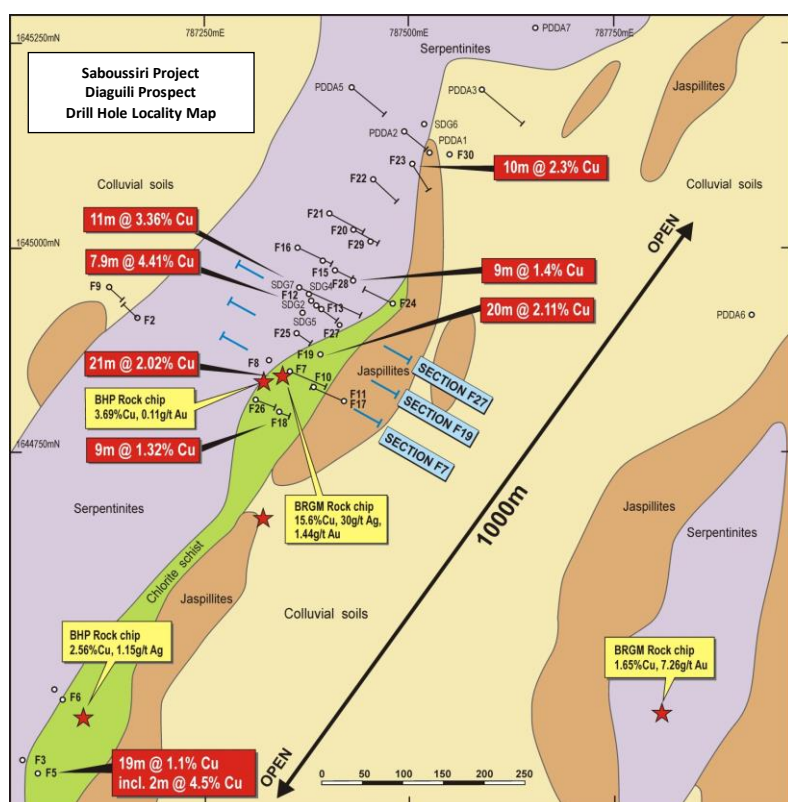 787250mE
787500mE
787750mE
1645250mN
PDDA7
Serpentinites
Saboussiri Project
Diaguili Prospect
Drill Hole Locality Map
PDDA5
PDDA3
Jaspillites
SDG6
PDDA2
PDDA1
F30
F23
10m @ 2.3% Cu
F22
Colluvial soils
Colluvial soils
11m @ 3.36% Cu
F21
F20
F29
OPEN
1645000mN
F16
7.9m @ 4.41% Cu
F15
9m @ 1.4% Cu
F9
SDG7
SDG4
F28
F12
F24
SDG2
F13
20m @ 2.11% Cu
F2
SDG5
F27
PDDA6
F25
F19
21m @ 2.02% Cu
F8
F7
Jaspillites
SECTION F27
F10
BHP Rock chip
3.69%Cu, 0.11g/t Au
F11
F17
SECTION F19
F26
F18
SECTION F7
1644750mN
9m @ 1.32% Cu
1000m
Serpentinites
BRGM Rock chip
15.6%Cu, 30g/t Ag,
1.44g/t Au
Jaspillites
Serpentinites
Chlorite schist
Jaspillites
Colluvial soils
BHP Rock chip
2.56%Cu, 1.15g/t Ag
BRGM Rock chip
1.65%Cu, 7.26g/t Au
F6
F3
F5
19m @ 1.1% Cu
incl. 2m @ 4.5% Cu
OPEN
0 50 100 150 200 250